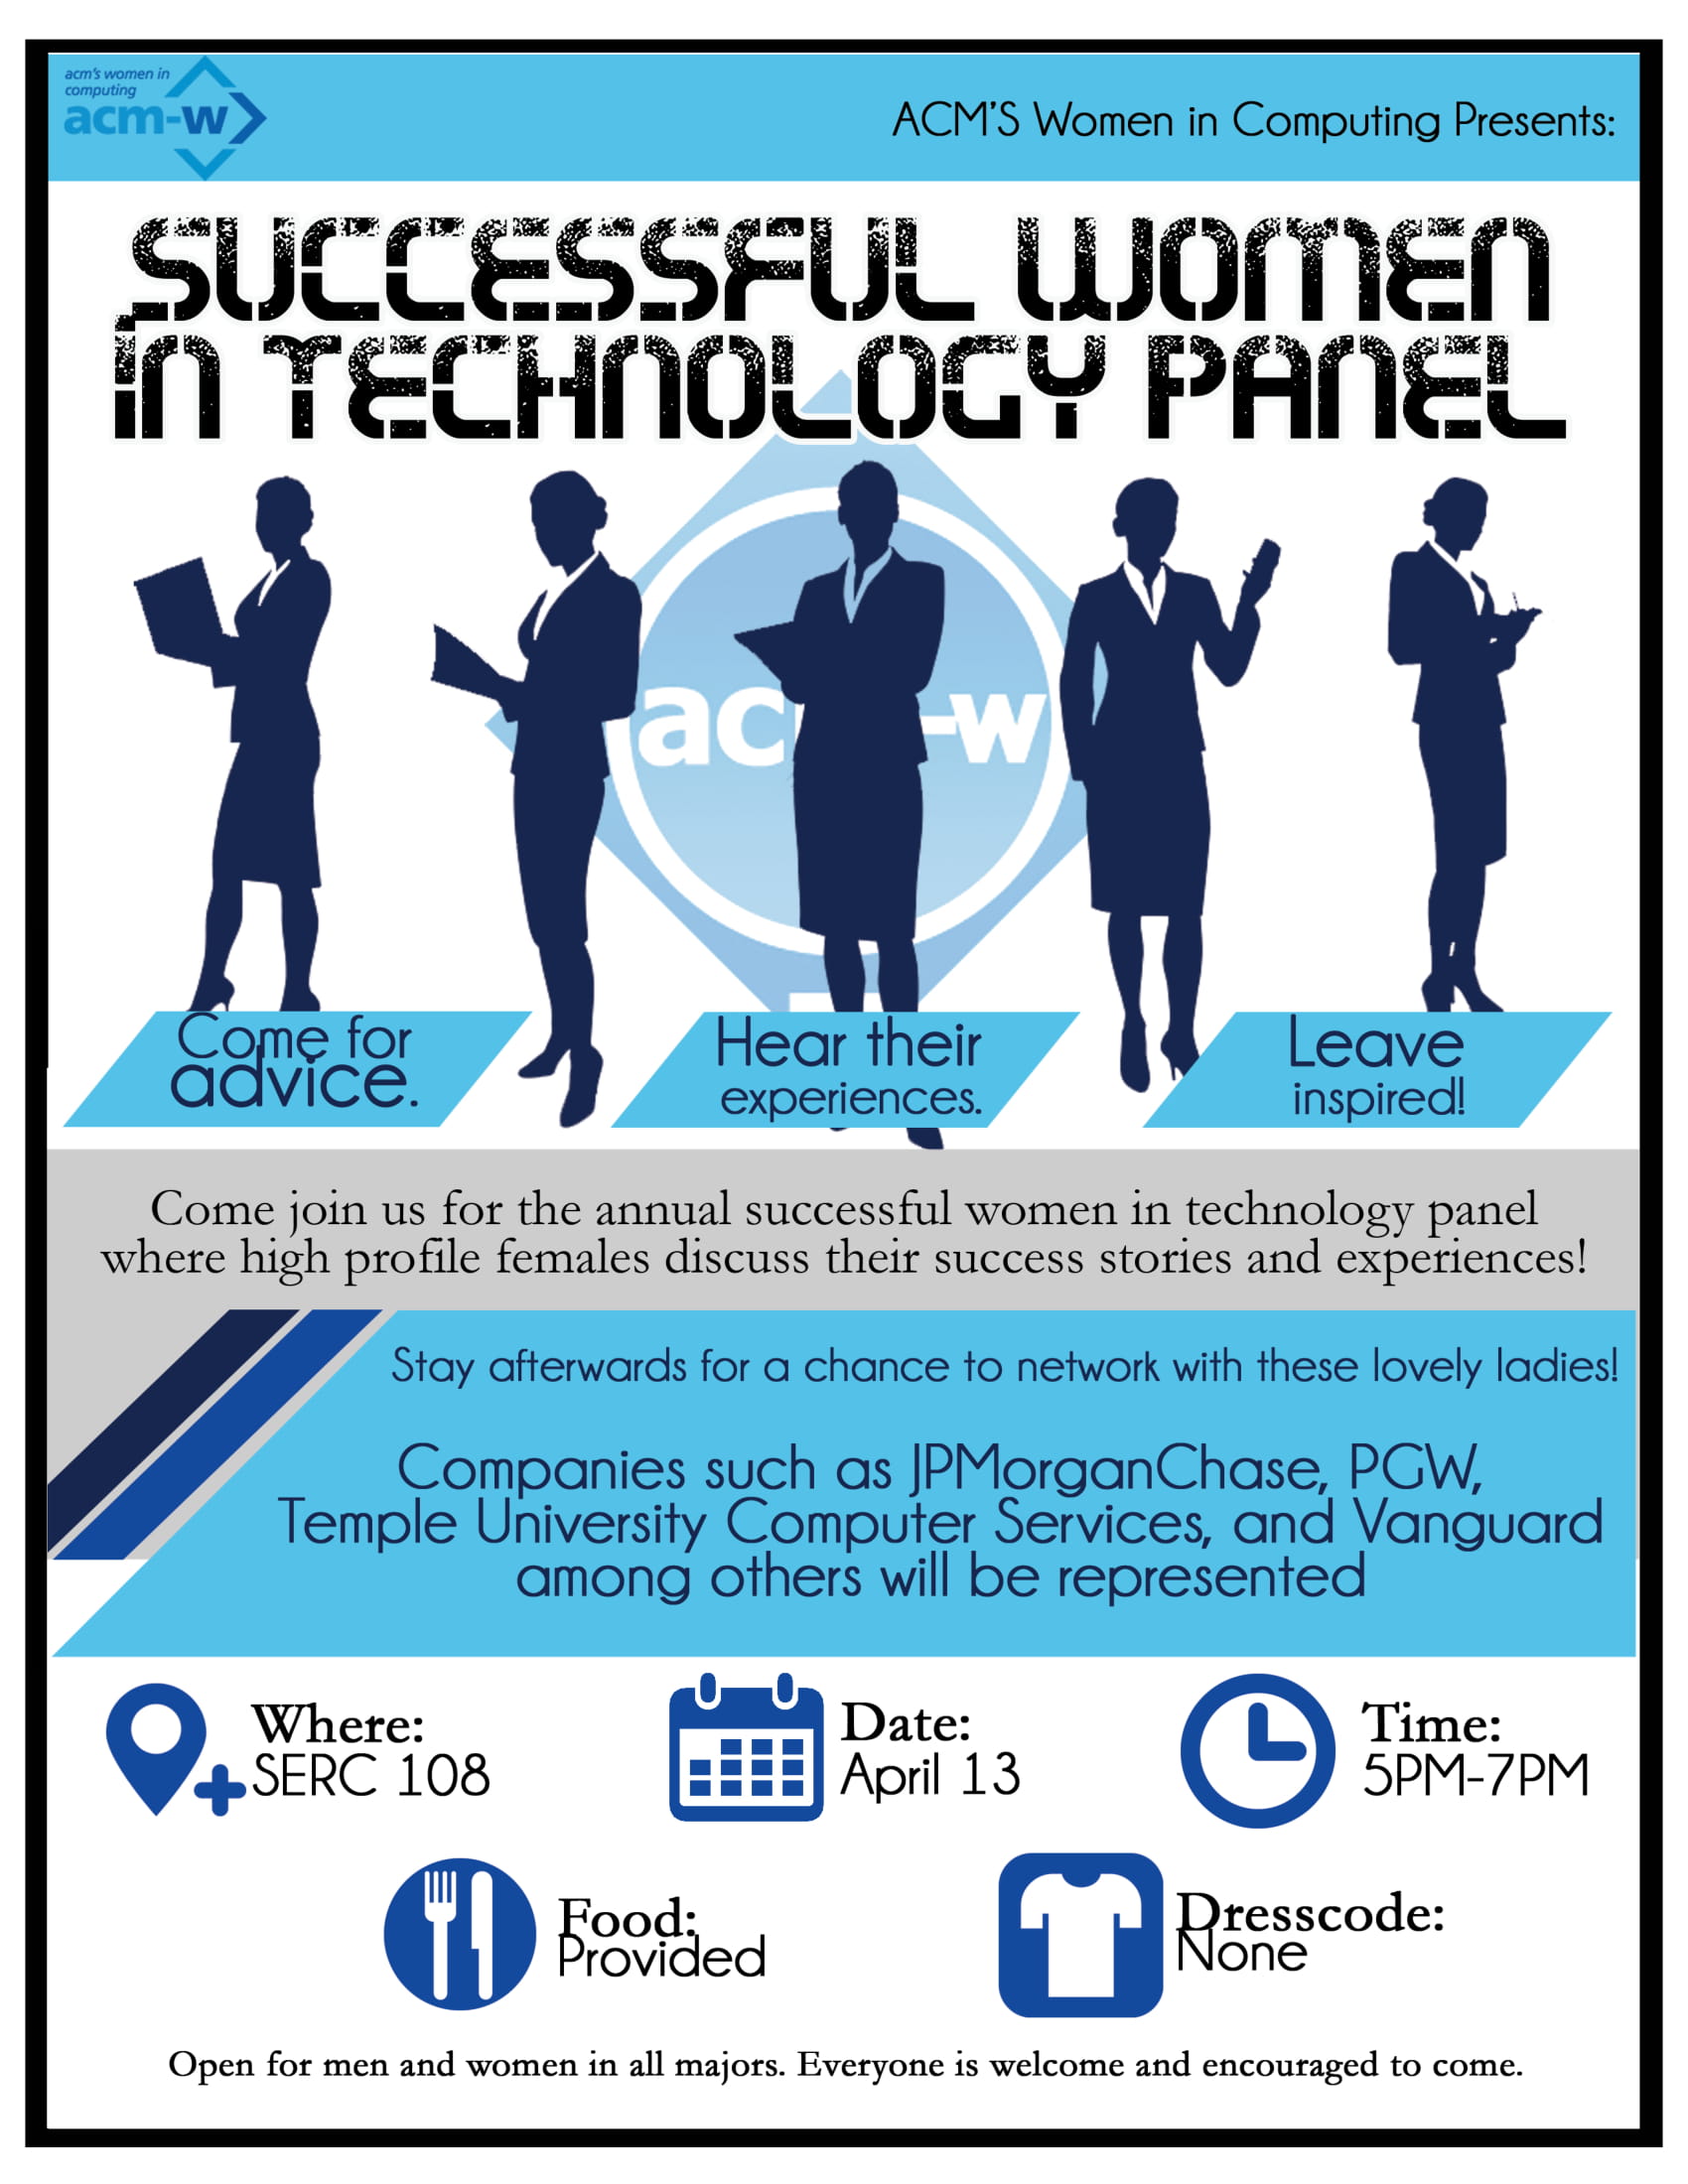 acm's women in
computing
acm-w
ACM'S Women in Computing Presents:
SUCCESSFUL WOMEN
IN TECHNOLOGY PANEL
ac -w
Come for
advice.
Hear their
experiences.
Leave
inspired!
Come join us for the annual successful women in technology panel
where high profile females discuss their success stories and experiences!
Stay afterwards for a chance to network with these lovely ladies!
Companies such as JPMorganChase, PGW,
Temple University Computer Services, and Vanguard
among others will be represented
Where:
SERC 108
Date:
April 13
Time:
5PM-7PM
Food:
Provided
Dresscode:
None
Open for men and women in all majors. Everyone is welcome and encouraged to come.